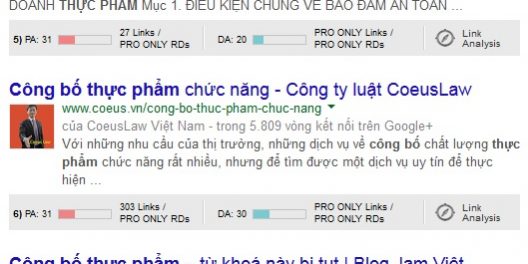 DOANH THỰC PHẨM Mục 1. ĐIỀU KIỆN CHUNG VỀ BẢO ĐẢM AN TOÀN ...
5) PA: 31 27 Links / PRO ONLY RDs DA: 20 PRO ONLY Links / PRO ONLY RDs Link Analysis
Công bố thực phẩm chức năng - Công ty luật CoeusLaw
www.coeus.vn/cong-bo-thuc-pham-chuc-nang
của CoeusLaw Việt Nam - trong 5.809 vòng kết nối trên Google+
Với những nhu cầu của thị trường, những dịch vụ về công bố chất lượng thực
phẩm chức năng rất nhiều, nhưng để tìm được một dịch vụ uy tín để thực
hiện ...
6) PA: 31 303 Links / PRO ONLY RDs DA: 30 PRO ONLY Links / PRO ONLY RDs Link Analysis
Công bố thực phẩm ... từ khoá này bị tụt | Blog Jam Việt